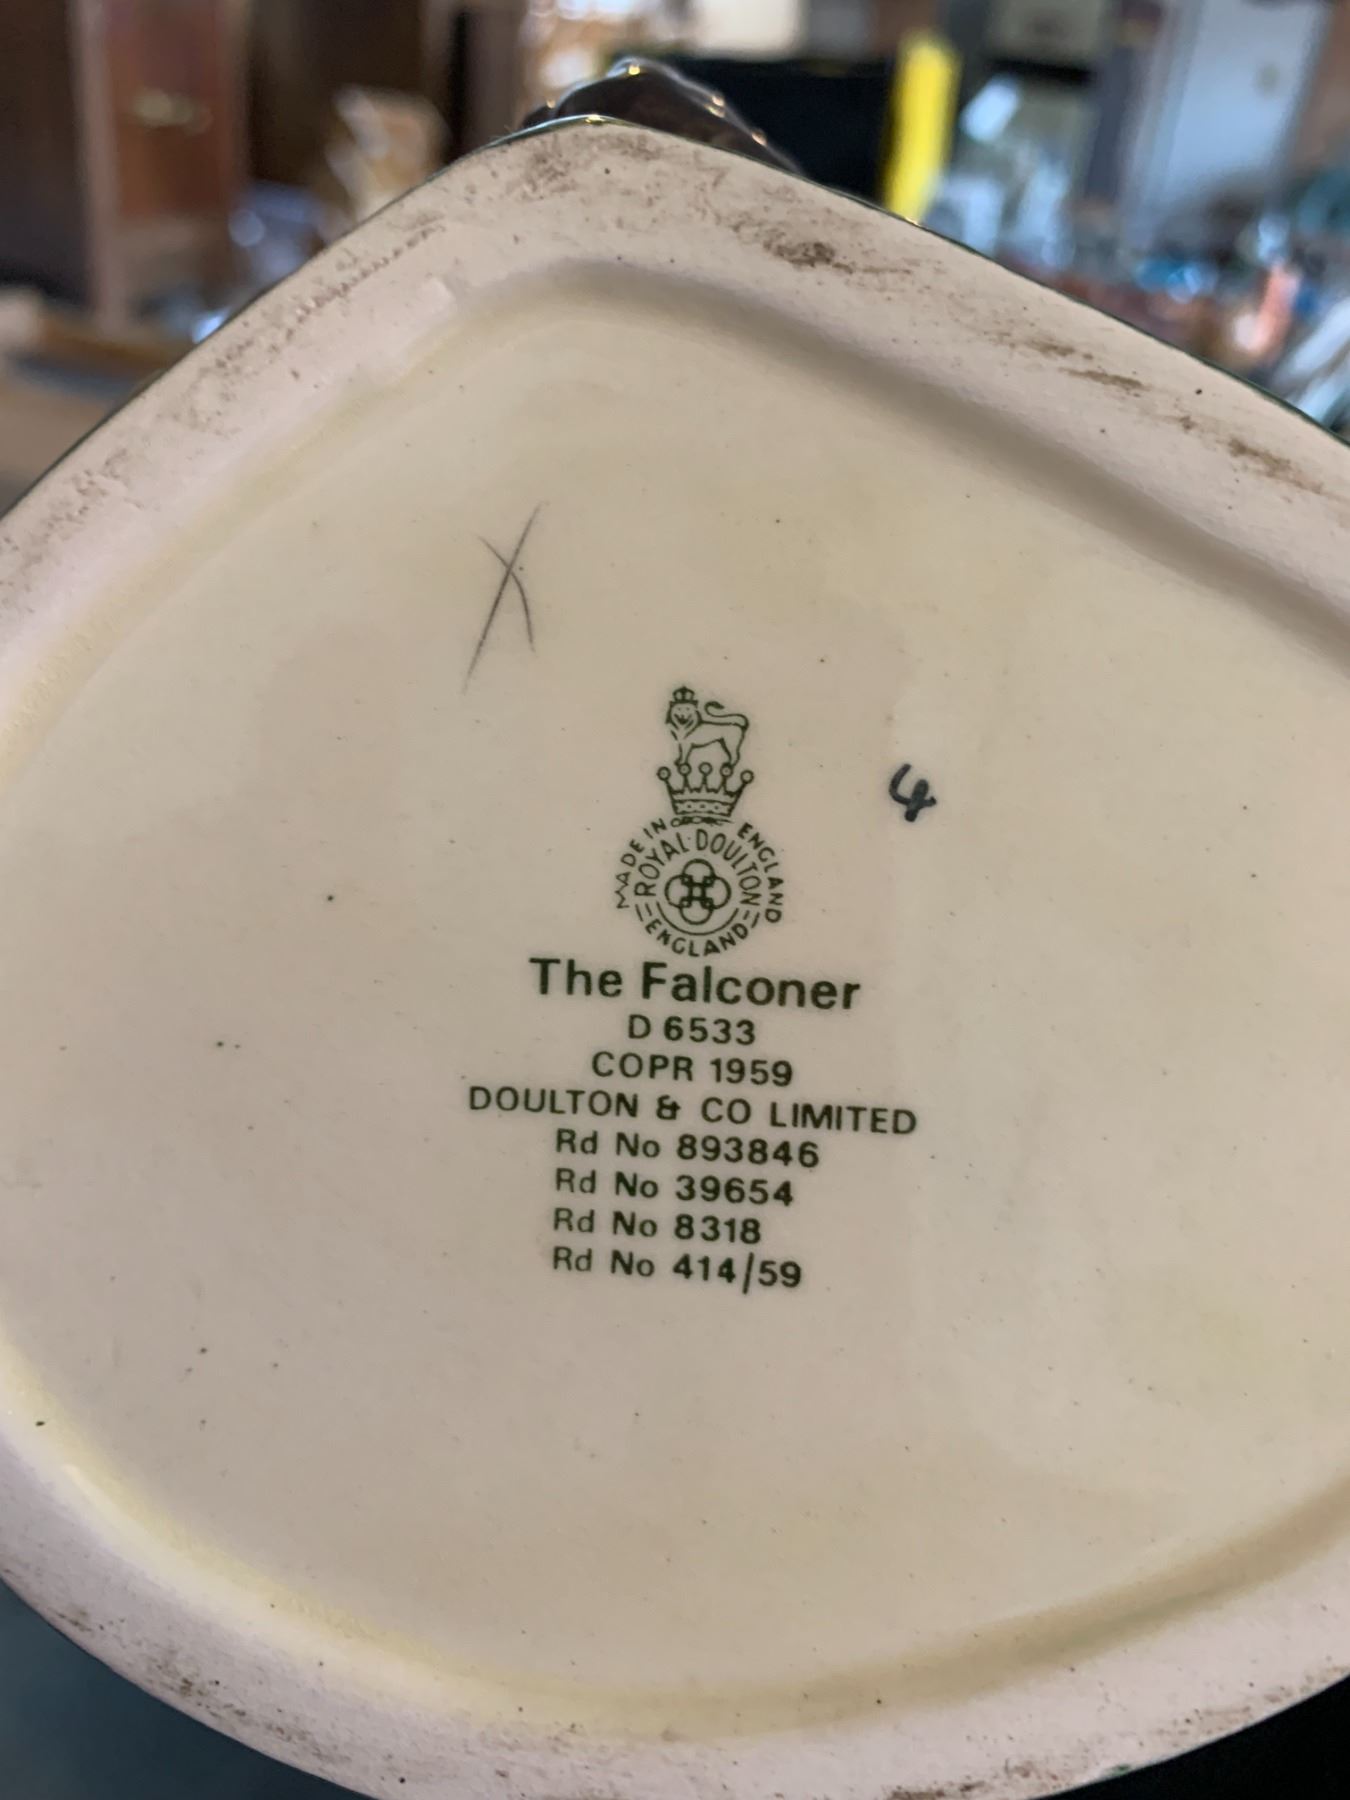 X
4
MADE IN ENGLAND
ROYAL·DOULTON
ENGLAND
The Falconer
D 6533
COPR 1959
DOULTON & CO LIMITED
Rd No 893846
Rd No 39654
Rd No 8318
Rd No 414/59